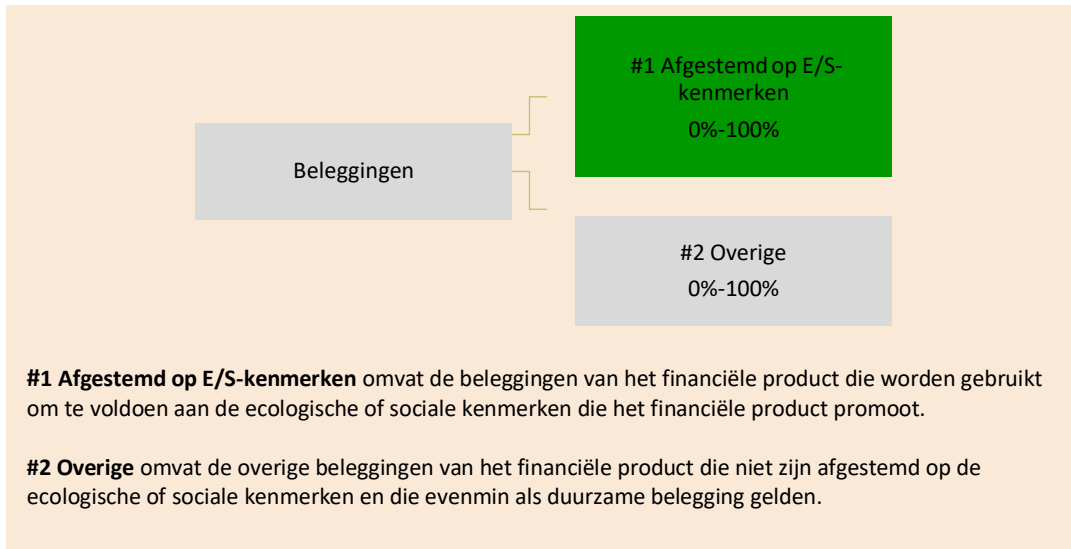 #1 Afgestemd op E/S-
kenmerken
0%-100%
Beleggingen
#2 Overige
0%-100%
#1 Afgestemd op E/S-kenmerken omvat de beleggingen van het financiële product die worden gebruikt
om te voldoen aan de ecologische of sociale kenmerken die het financiële product promoot.
#2 Overige omvat de overige beleggingen van het financiële product die niet zijn afgestemd op de
ecologische of sociale kenmerken en die evenmin als duurzame belegging gelden.